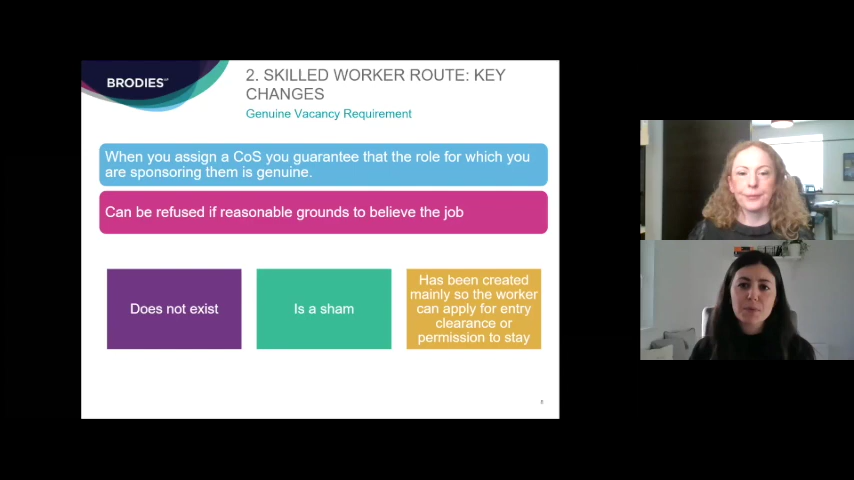 BRODIES LLP
2. SKILLED WORKER ROUTE: KEY
CHANGES
Genuine Vacancy Requirement
When you assign a CoS you guarantee that the role for which you
are sponsoring them is genuine.
Can be refused if reasonable grounds to believe the job
Does not exist
Is a sham
Has been created
mainly so the worker
can apply for entry
clearance or
permission to stay